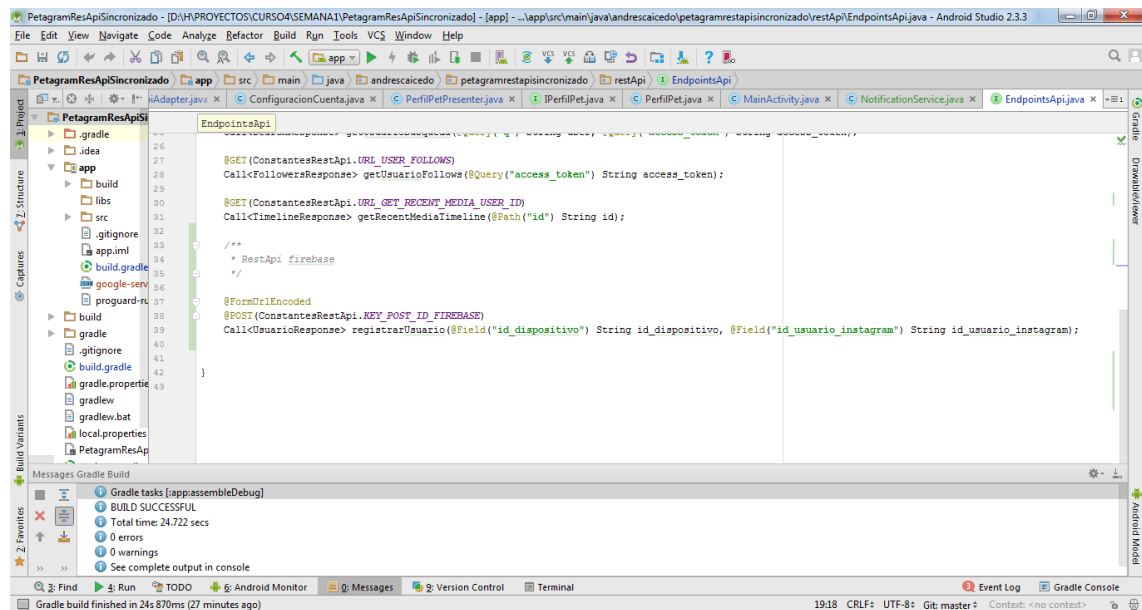 PetagramResApiSincronizado - [D:\H\PROYECTOS\CURSO4\SEMANA1\PetagramResApiSincronizado] - [app] - ...\app\src\main\java\andrescaicedo\petagramrestapisincronizado\restApi\EndpointsApi.java - Android Studio 2.3.3
File Edit View Navigate Code Analyze Refactor Build Run Tools VCS Window Help
app
PetagramResApiSincronizado app src main java andrescaicedo petagramrestapisincronizado restApi EndpointsApi
iAdapter.java ConfiguracionCuenta.java PerfilPetPresenter.java IPerfilPet.java PerfilPet.java MainActivity.java NotificationService.java EndpointsApi.java
1: Project
7: Structure
Captures
Build Variants
2: Favorites
Gradle
DrawableViewer
Android Model
PetagramResApiSi
.gradle
.idea
app
build
libs
src
.gitignore
app.iml
build.gradle
google-serv
proguard-ru
build
gradle
.gitignore
build.gradle
gradle.propertie
gradlew
gradlew.bat
local.properties
PetagramResAp
EndpointsApi
26
27 @GET(ConstantesRestApi.URL_USER_FOLLOWS)
28 Call<FollowersResponse> getUsuarioFollows(@Query("access_token") String access_token);
29
30 @GET(ConstantesRestApi.URL_GET_RECENT_MEDIA_USER_ID)
31 Call<TimelineResponse> getRecentMediaTimeline(@Path("id") String id);
32
33 /**
34 * RestApi firebase
35 */
36
37 @FormUrlEncoded
38 @POST(ConstantesRestApi.KEY_POST_ID_FIREBASE)
39 Call<UsuarioResponse> registrarUsuario(@Field("id_dispositivo") String id_dispositivo, @Field("id_usuario_instagram") String id_usuario_instagram);
40
41
42 }
43
Messages Gradle Build
Gradle tasks [:app:assembleDebug]
BUILD SUCCESSFUL
Total time: 24.722 secs
0 errors
0 warnings
See complete output in console
3: Find 4: Run TODO 6: Android Monitor 0: Messages 9: Version Control Terminal 3 Event Log Gradle Console
Gradle build finished in 24s 870ms (27 minutes ago) 19:18 CRLF UTF-8 Git: master Context: <no context>